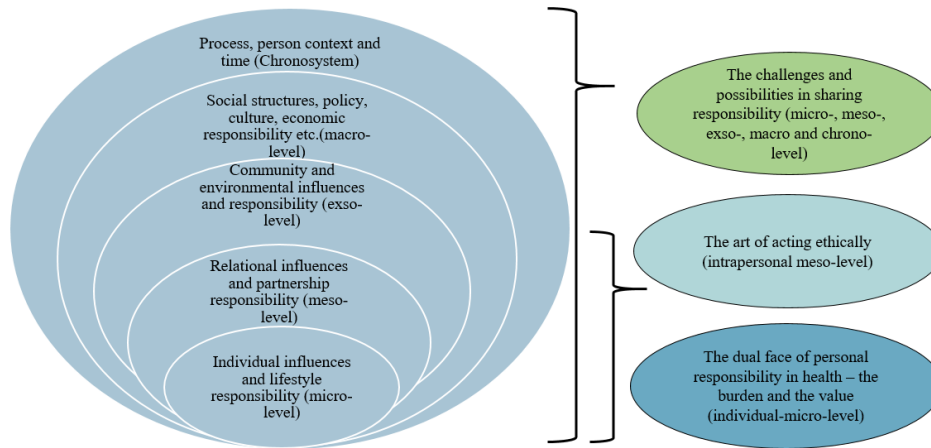 Process, person context and
time (Chronosystem)
Social structures, policy,
culture, economic
responsibility etc.(macro-
level)
Community and
environmental influences
and responsibility (exso-
level)
Relational influences
and partnership
responsibility (meso-
level)
Individual influences
and lifestyle
responsibility (micro-
level)
The challenges and
possibilities in sharing
responsibility (micro-, meso-,
exso-, macro and chrono-
level)
The art of acting ethically
(intrapersonal meso-level)
The dual face of personal
responsibility in health – the
burden and the value
(individual-micro-level)